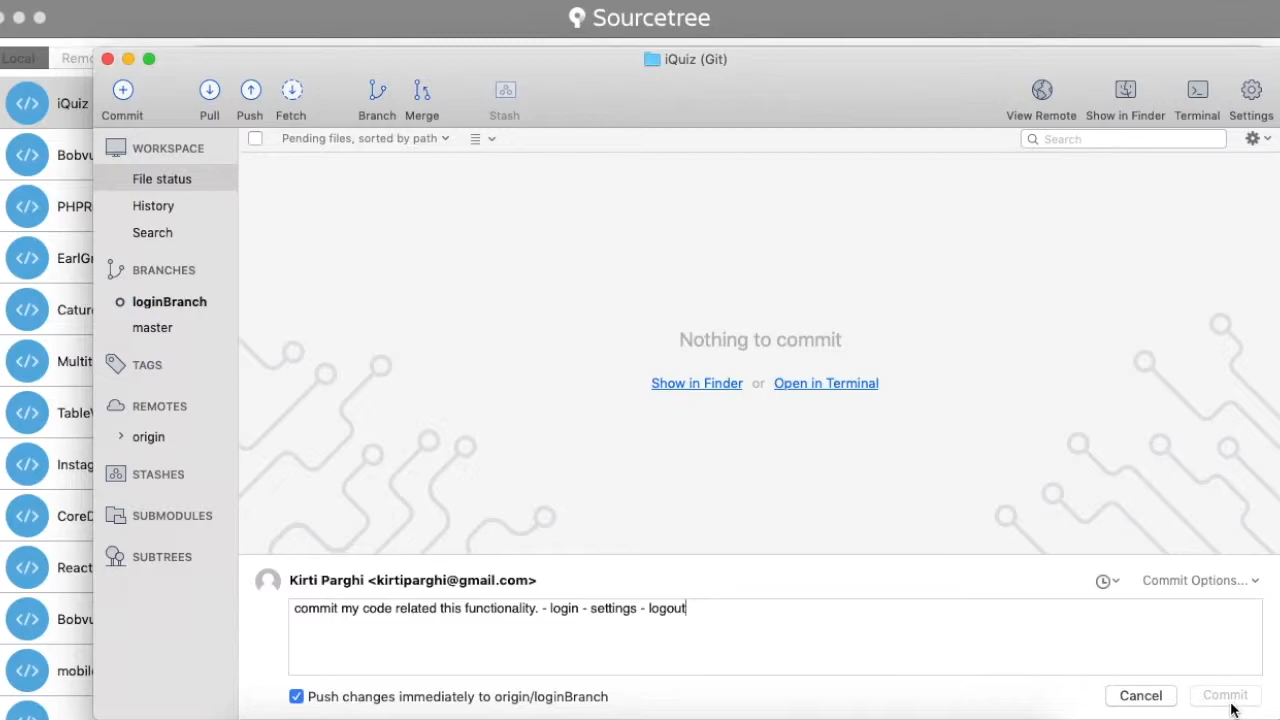 Sourcetree
Local Remo
iQuiz (Git)
Commit Pull Push Fetch Branch Merge Stash View Remote Show in Finder Terminal Settings
Pending files, sorted by path
Search
iQuiz
Bobvu
PHPR
EarlG
Cature
Multit
TableV
Instag
CoreD
React
Bobvu
mobile
WORKSPACE
File status
History
Search
BRANCHES
loginBranch
master
TAGS
REMOTES
origin
STASHES
SUBMODULES
SUBTREES
Nothing to commit
Show in Finder or Open in Terminal
Kirti Parghi <kirtiparghi@gmail.com>
Commit Options...
commit my code related this functionality. - login - settings - logout
Push changes immediately to origin/loginBranch
Cancel Commit